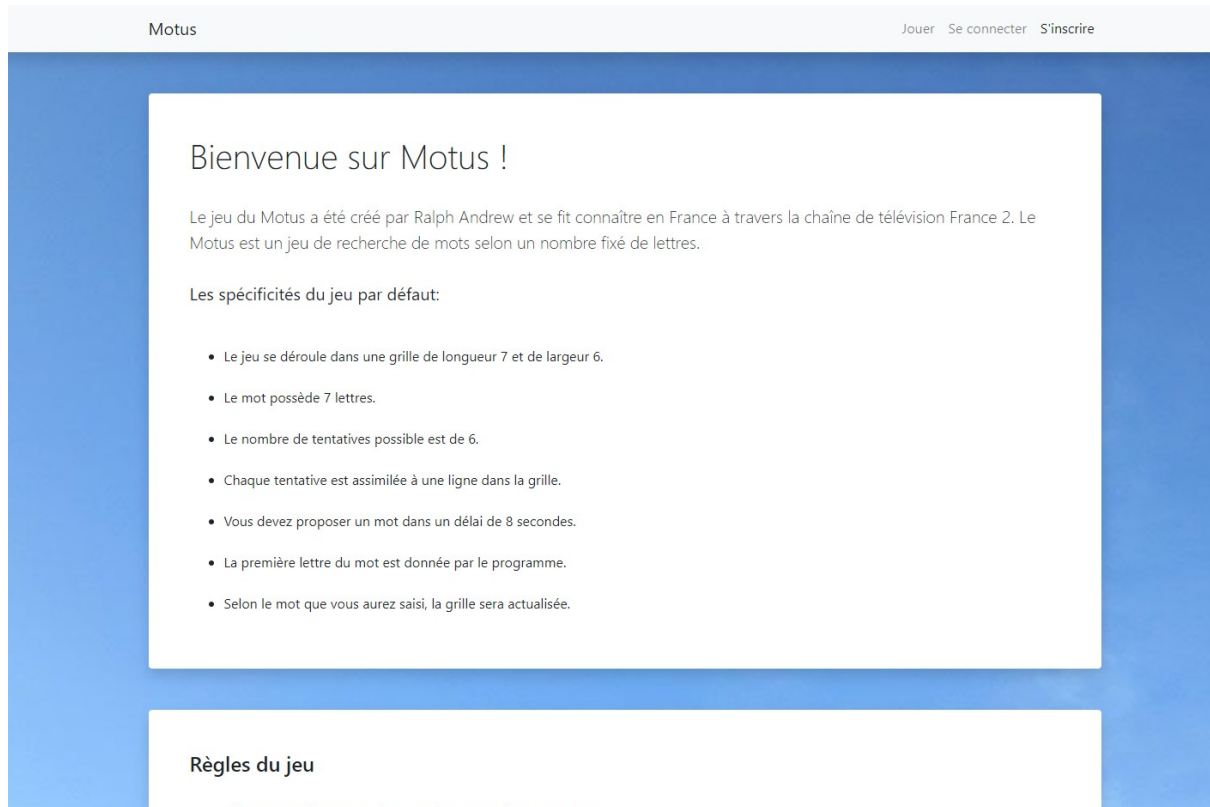 Motus
Jouer Se connecter S'inscrire
Bienvenue sur Motus !
Le jeu du Motus a été créé par Ralph Andrew et se fit connaître en France à travers la chaîne de télévision France 2. Le
Motus est un jeu de recherche de mots selon un nombre fixé de lettres.
Les spécificités du jeu par défaut:
Le jeu se déroule dans une grille de longueur 7 et de largeur 6.
Le mot possède 7 lettres.
Le nombre de tentatives possible est de 6.
Chaque tentative est assimilée à une ligne dans la grille.
Vous devez proposer un mot dans un délai de 8 secondes.
La première lettre du mot est donnée par le programme.
Selon le mot que vous aurez saisi, la grille sera actualisée.
Règles du jeu